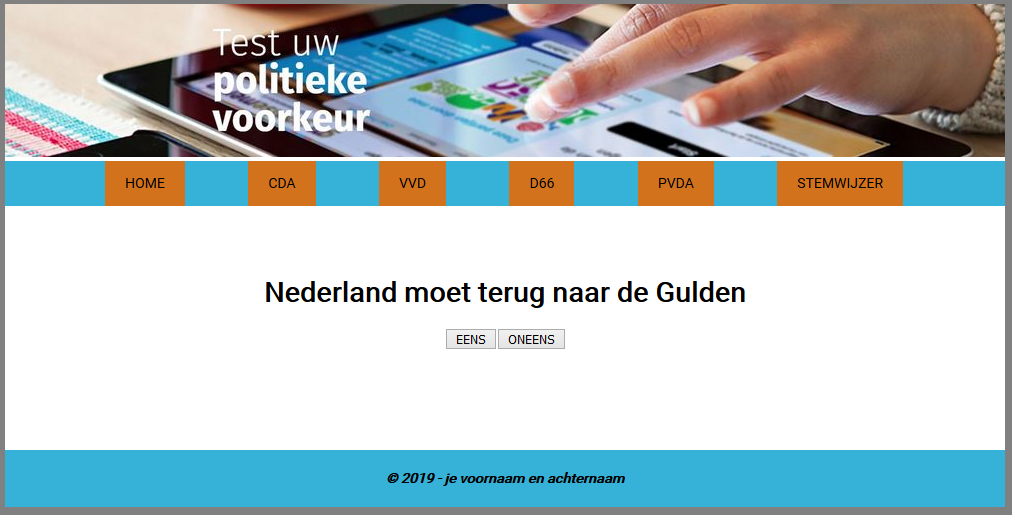 Test uw
politieke
voorkeur
HOME CDA VVD D66 PVDA STEMWIJZER
Nederland moet terug naar de Gulden
EENS ONEENS
© 2019 - je voornaam en achternaam